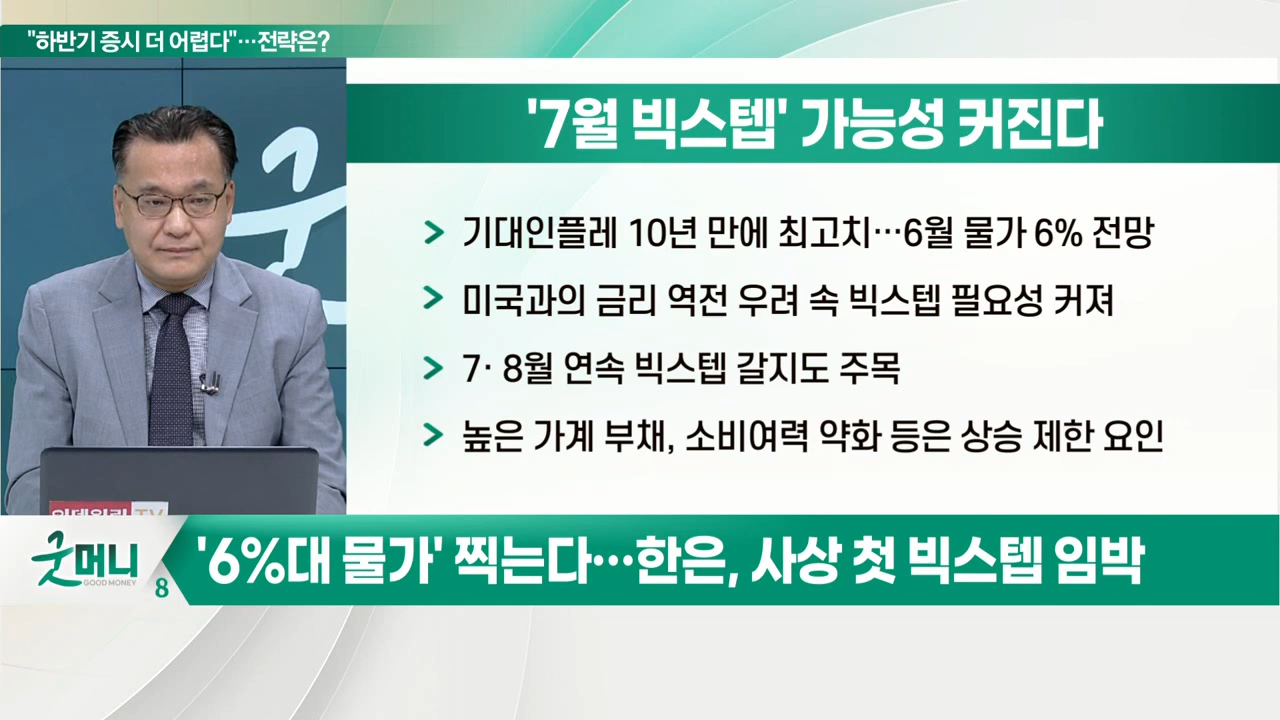 "하반기 증시 더 어렵다"…전략은?
'7월 빅스텝' 가능성 커진다
> 기대인플레 10년 만에 최고치…6월 물가 6% 전망
> 미국과의 금리 역전 우려 속 빅스텝 필요성 커져
> 7· 8월 연속 빅스텝 갈지도 주목
> 높은 가계 부채, 소비여력 약화 등은 상승 제한 요인
이데일리 TV
굿머니
GOOD MONEY
8
'6%대 물가' 찍는다…한은, 사상 첫 빅스텝 임박